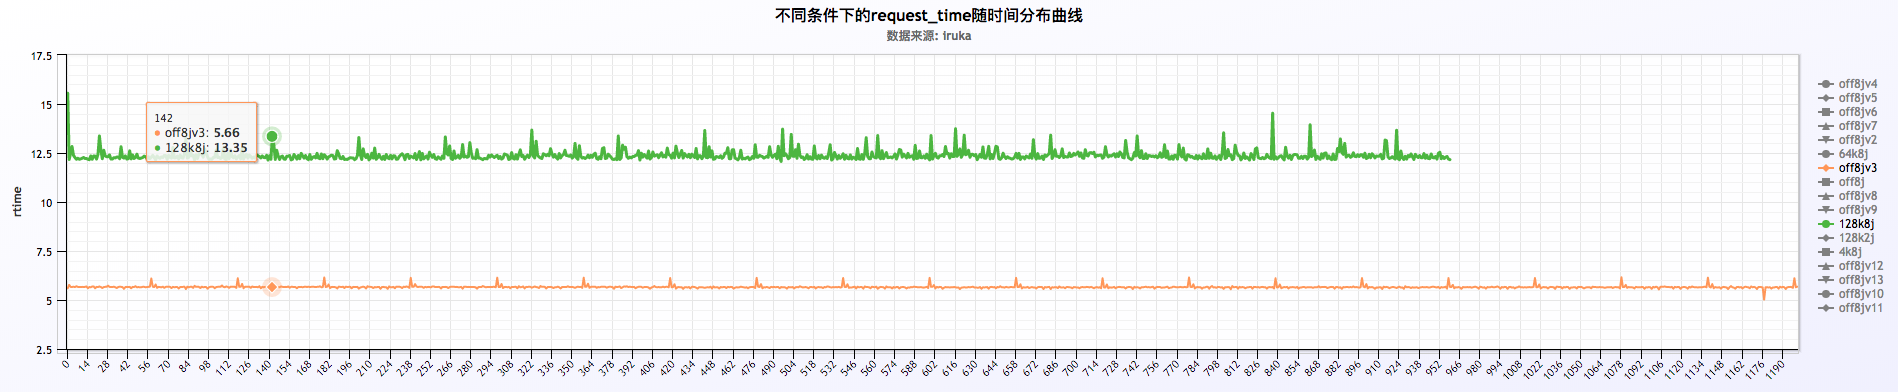 不同条件下的request_time随时间分布曲线
数据来源: iruka
17.5
15
12.5
10
7.5
5
2.5
rtime
142
off8jv3: 5.66
128k8j: 13.35
0 14 28 42 56 70 84 98 112 126 140 154 168 182 196 210 224 238 252 266 280 294 308 322 336 350 364 378 392 406 420 434 448 462 476 490 504 518 532 546 560 574 588 602 616 630 644 658 672 686 700 714 728 742 756 770 784 798 812 826 840 854 868 882 896 910 924 938 952 966 980 994 1008 1022 1036 1050 1064 1078 1092 1106 1120 1134 1148 1162 1176 1190
off8jv4
off8jv5
off8jv6
off8jv7
off8jv2
64k8j
off8jv3
off8j
off8jv8
off8jv9
128k8j
128k2j
4k8j
off8jv12
off8jv13
off8jv10
off8jv11